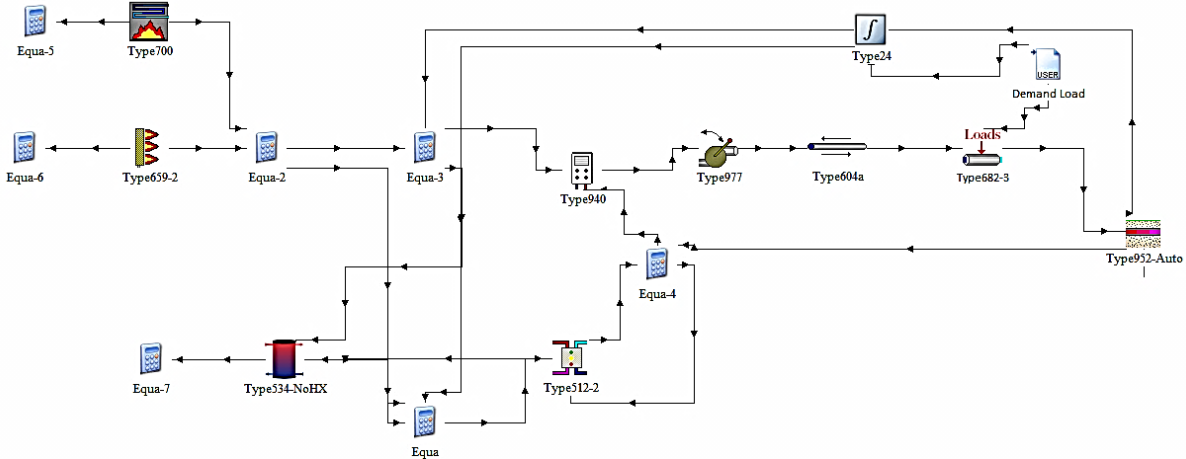 Equa-5
Type700
Type24
USER
Demand Load
Loads
Equa-6
Type659-2
Equa-2
Equa-3
Type940
Type977
Type604a
Type682-3
Type952-Auto
Equa-4
Equa-7
Type534-NoHX
Type512-2
Equa